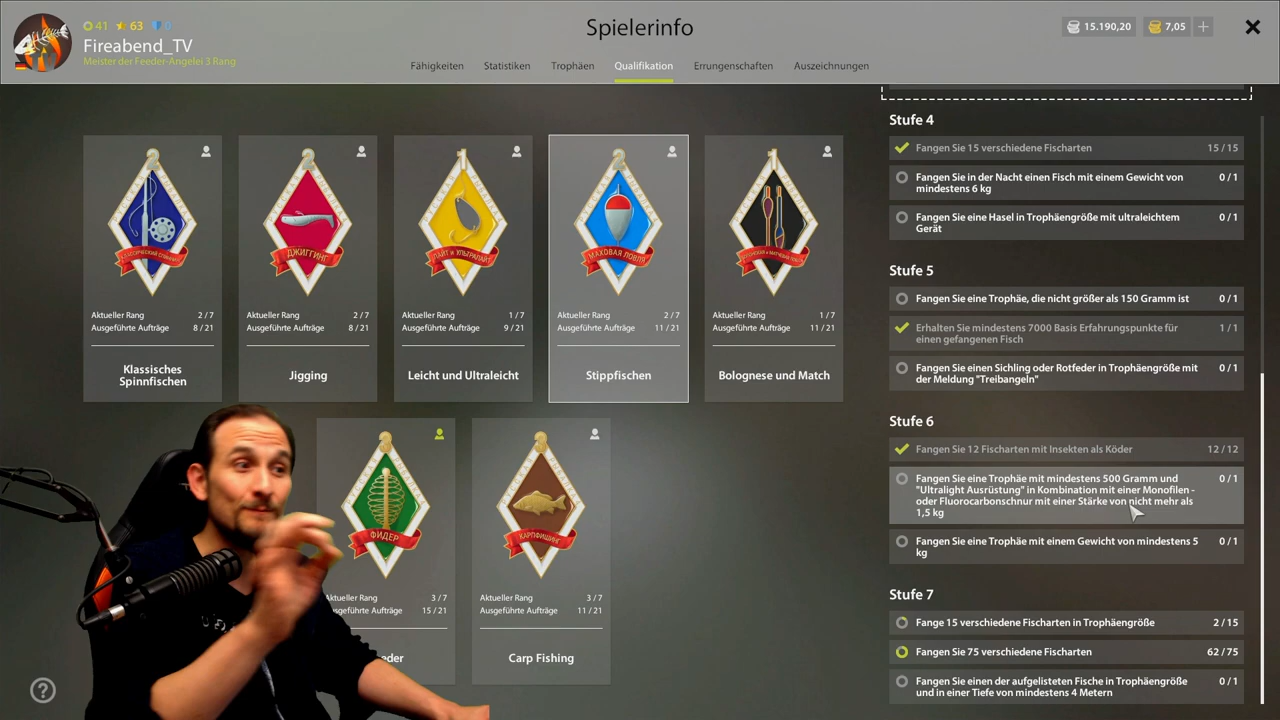 41 63 0
Fireabend_TV
Meister der Feeder-Angelei 3 Rang
Spielerinfo
15.190,20
7,05
Fähigkeiten
Statistiken
Trophäen
Qualifikation
Errungenschaften
Auszeichnungen
КЛАССИЧЕСКИЙ СПИННИНГ
Aktueller Rang 2 / 7
Ausgeführte Aufträge 8 / 21
Klassisches
Spinnfischen
ДЖИГГИНГ
Aktueller Rang 2 / 7
Ausgeführte Aufträge 8 / 21
Jigging
ЛАЙТ И УЛЬТРАЛАЙТ
Aktueller Rang 1 / 7
Ausgeführte Aufträge 9 / 21
Leicht und Ultraleicht
МАХОВАЯ ЛОВЛЯ
Aktueller Rang 2 / 7
Ausgeführte Aufträge 11 / 21
Stippfischen
Aktueller Rang 1 / 7
Ausgeführte Aufträge 11 / 21
Bolognese und Match
ФИДЕР
Aktueller Rang 3 / 7
Ausgeführte Aufträge 15 / 21
eder
КАРПФИШИНГ
Aktueller Rang 3 / 7
Ausgeführte Aufträge 11 / 21
Carp Fishing
Stufe 4
Fangen Sie 15 verschiedene Fischarten 15 / 15
Fangen Sie in der Nacht einen Fisch mit einem Gewicht von 0 / 1
mindestens 6 kg
Fangen Sie eine Hasel in Trophäengröße mit ultraleichtem 0 / 1
Gerät
Stufe 5
Fangen Sie eine Trophäe, die nicht größer als 150 Gramm ist 0 / 1
Erhalten Sie mindestens 7000 Basis Erfahrungspunkte für 1 / 1
einen gefangenen Fisch
Fangen Sie einen Sichling oder Rotfeder in Trophäengröße mit 0 / 1
der Meldung "Treibangeln"
Stufe 6
Fangen Sie 12 Fischarten mit Insekten als Köder 12 / 12
Fangen Sie eine Trophäe mit mindestens 500 Gramm und 0 / 1
"Ultralight Ausrüstung" in Kombination mit einer Monofilen -
oder Fluorocarbonschnur mit einer Stärke von nicht mehr als
1,5 kg
Fangen Sie eine Trophäe mit einem Gewicht von mindestens 5 0 / 1
kg
Stufe 7
Fange 15 verschiedene Fischarten in Trophäengröße 2 / 15
Fangen Sie 75 verschiedene Fischarten 62 / 75
Fangen Sie einen der aufgelisteten Fische in Trophäengröße 0 / 1
und in einer Tiefe von mindestens 4 Metern
?